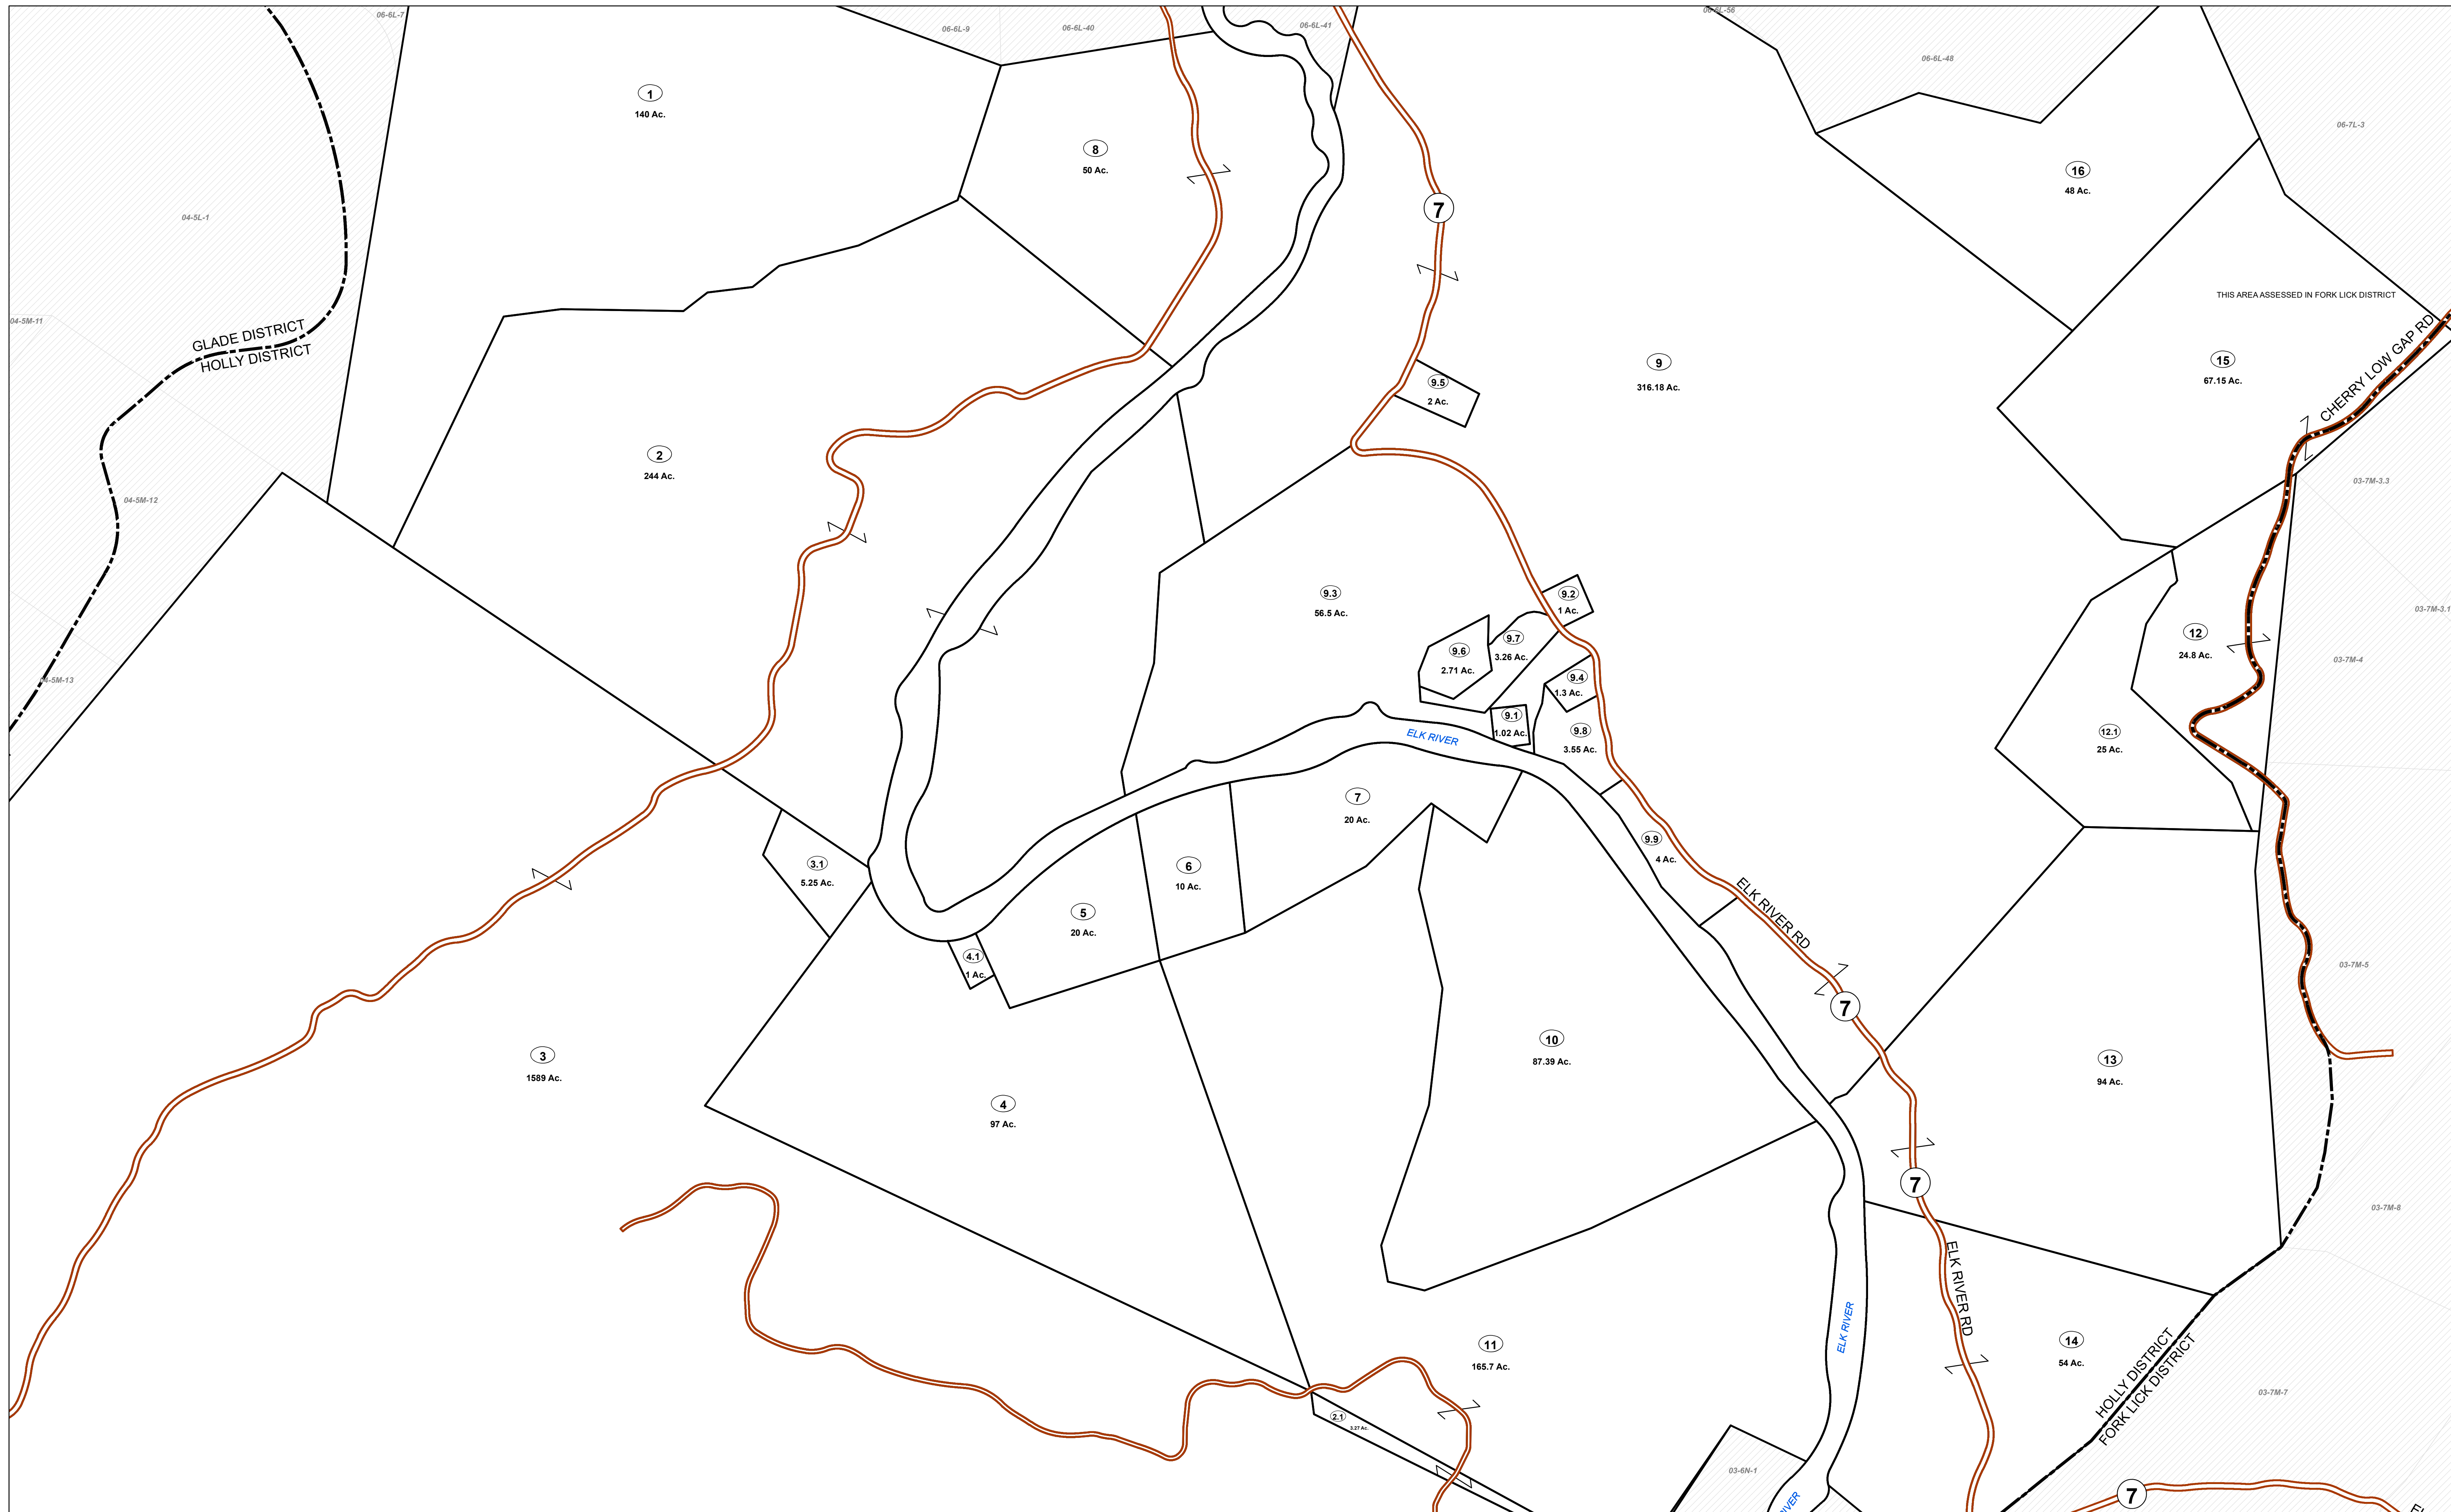 06-6L-7
06-6L-9
06-6L-40
06-6L-41
06-6L-56
06-6L-48
06-7L-3
1
140 Ac.
8
50 Ac.
16
48 Ac.
04-5L-1
7
THIS AREA ASSESSED IN FORK LICK DISTRICT
04-5M-11
GLADE DISTRICT
HOLLY DISTRICT
9
316.18 Ac.
15
67.15 Ac.
CHERRY LOW GAP RD
9.5
2 Ac.
2
244 Ac.
03-7M-3.3
04-5M-12
9.3
56.5 Ac.
9.2
1 Ac.
03-7M-3.1
12
24.8 Ac.
9.7
3.26 Ac.
9.6
2.71 Ac.
03-7M-4
04-5M-13
9.4
1.3 Ac.
9.1
1.02 Ac.
9.8
3.55 Ac.
12.1
25 Ac.
ELK RIVER
7
20 Ac.
9.9
4 Ac.
3.1
5.25 Ac.
6
10 Ac.
ELK RIVER RD
5
20 Ac.
4.1
1 Ac.
03-7M-5
7
10
87.39 Ac.
3
1589 Ac.
13
94 Ac.
4
97 Ac.
7
03-7M-8
ELK RIVER RD
ELK RIVER
11
165.7 Ac.
14
54 Ac.
HOLLY DISTRICT
FORK LICK DISTRICT
03-7M-7
2.1
3.27 Ac.
03-6N-1
7